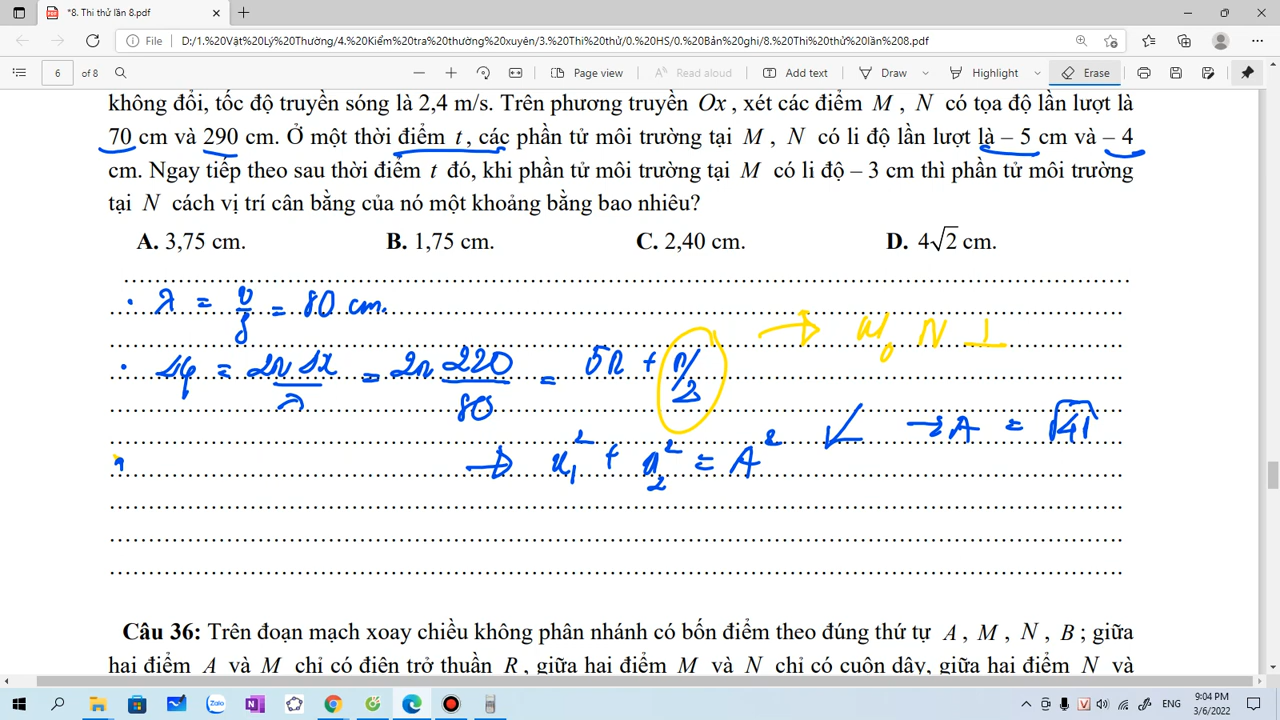 *8. Thi thử lần 8.pdf
File D:/1.%20Vật%20Lý%20Thường/4.%20Kiểm%20tra%20thường%20xuyên/3.%20Thi%20thử/0.%20HS/0.%20Bản%20ghi/8.%20Thi%20thử%20lần%208.pdf
6 of 8 Page view Read aloud Add text Draw Highlight Erase
không đổi, tốc độ truyền sóng là 2,4 m/s. Trên phương truyền Ox, xét các điểm M, N có tọa độ lần lượt là
70 cm và 290 cm. Ở một thời điểm t, các phần tử môi trường tại M, N có li độ lần lượt là – 5 cm và – 4
cm. Ngay tiếp theo sau thời điểm t đó, khi phần tử môi trường tại M có li độ – 3 cm thì phần tử môi trường
tại N cách vị trí cân bằng của nó một khoảng bằng bao nhiêu?
A. 3,75 cm. B. 1,75 cm. C. 2,40 cm. D. 4√2 cm.
• λ = v/f = 80 cm.
→ M, N ⊥
• Δφ = 2π Δx/λ = 2π 220/80 = 5π + π/2
→ A = √41
→ u₁² + u₂² = A²
Câu 36: Trên đoạn mạch xoay chiều không phân nhánh có bốn điểm theo đúng thứ tự A, M, N, B; giữa
hai điểm A và M chỉ có điện trở thuần R, giữa hai điểm M và N chỉ có cuộn dây, giữa hai điểm N và
Zalo
ENG
9:04 PM
3/6/2022